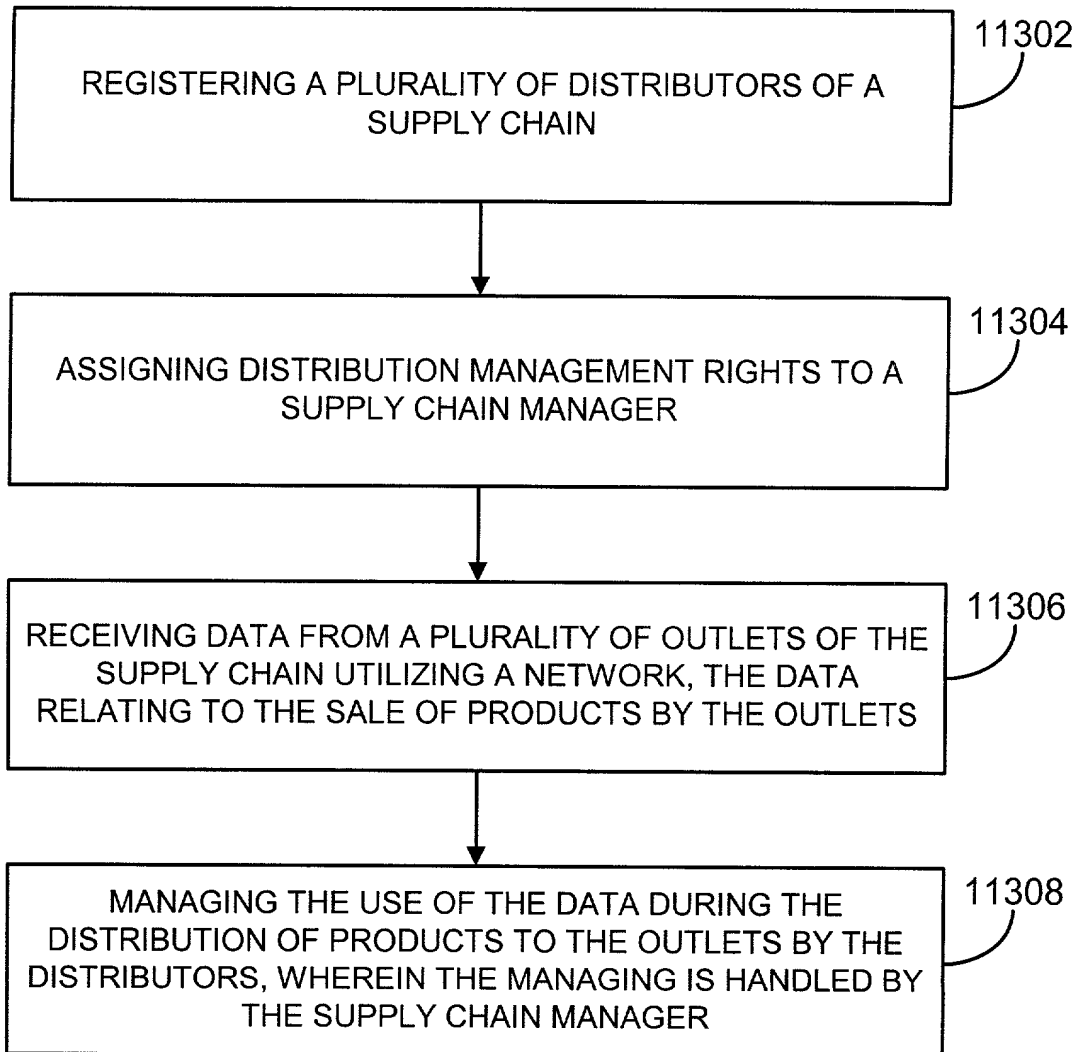 11302
REGISTERING A PLURALITY OF DISTRIBUTORS OF A
SUPPLY CHAIN
11304
ASSIGNING DISTRIBUTION MANAGEMENT RIGHTS TO A
SUPPLY CHAIN MANAGER
11306
RECEIVING DATA FROM A PLURALITY OF OUTLETS OF THE
SUPPLY CHAIN UTILIZING A NETWORK, THE DATA
RELATING TO THE SALE OF PRODUCTS BY THE OUTLETS
11308
MANAGING THE USE OF THE DATA DURING THE
DISTRIBUTION OF PRODUCTS TO THE OUTLETS BY THE
DISTRIBUTORS, WHEREIN THE MANAGING IS HANDLED BY
THE SUPPLY CHAIN MANAGER